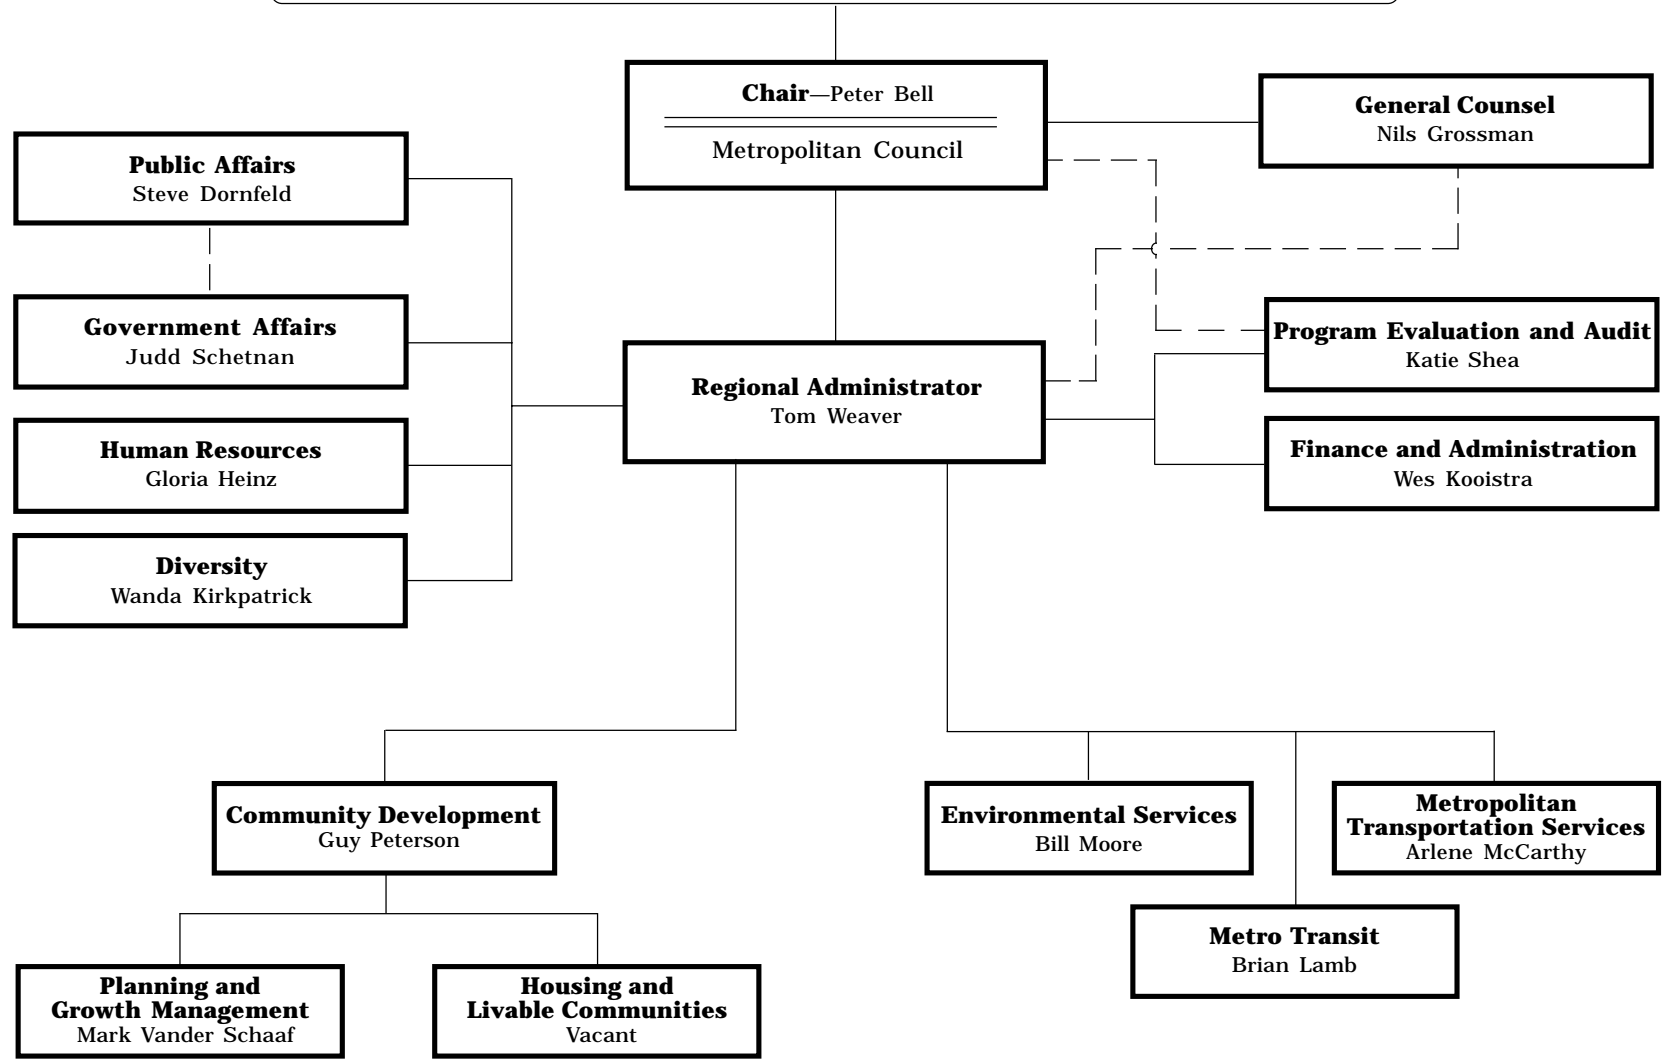 Chair—Peter Bell
Metropolitan Council
General Counsel
Nils Grossman
Public Affairs
Steve Dornfeld
Government Affairs
Judd Schetnan
Program Evaluation and Audit
Katie Shea
Regional Administrator
Tom Weaver
Human Resources
Gloria Heinz
Finance and Administration
Wes Kooistra
Diversity
Wanda Kirkpatrick
Community Development
Guy Peterson
Environmental Services
Bill Moore
Metropolitan
Transportation Services
Arlene McCarthy
Metro Transit
Brian Lamb
Planning and
Growth Management
Mark Vander Schaaf
Housing and
Livable Communities
Vacant